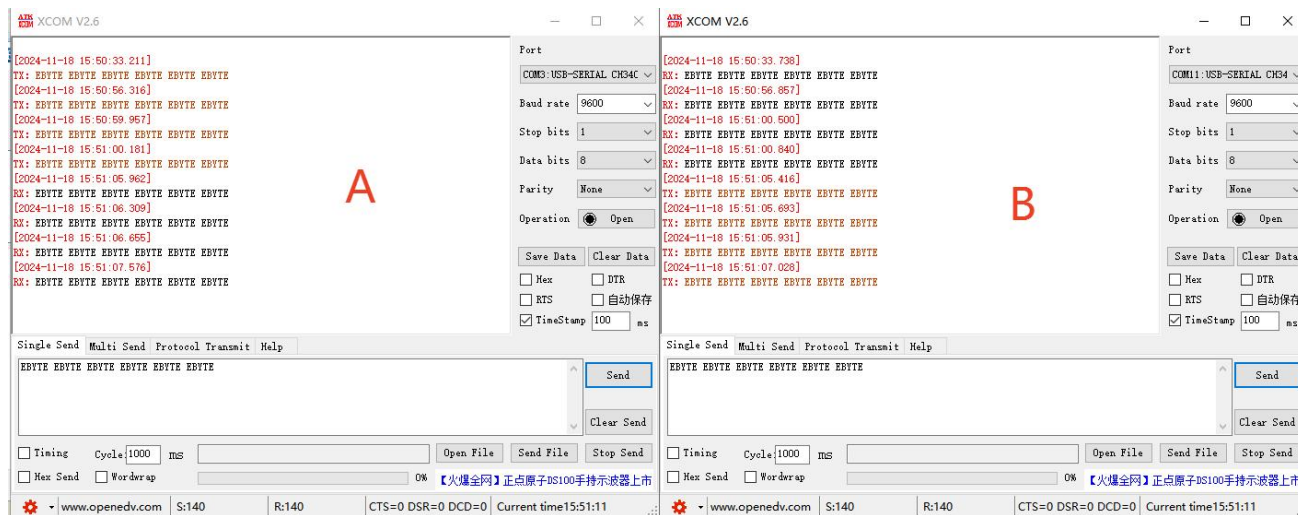 ATK XCOM XCOM V2.6
[2024-11-18 15:50:33.211]
TX: EBYTE EBYTE EBYTE EBYTE EBYTE EBYTE
[2024-11-18 15:50:56.316]
TX: EBYTE EBYTE EBYTE EBYTE EBYTE EBYTE
[2024-11-18 15:50:59.957]
TX: EBYTE EBYTE EBYTE EBYTE EBYTE EBYTE
[2024-11-18 15:51:00.181]
TX: EBYTE EBYTE EBYTE EBYTE EBYTE EBYTE
[2024-11-18 15:51:05.962]
RX: EBYTE EBYTE EBYTE EBYTE EBYTE EBYTE
[2024-11-18 15:51:06.309]
RX: EBYTE EBYTE EBYTE EBYTE EBYTE EBYTE
[2024-11-18 15:51:06.655]
RX: EBYTE EBYTE EBYTE EBYTE EBYTE EBYTE
[2024-11-18 15:51:07.576]
RX: EBYTE EBYTE EBYTE EBYTE EBYTE EBYTE
A
Port
COM3:USB-SERIAL CH340
Baud rate 9600
Stop bits 1
Data bits 8
Parity None
Operation Open
Save Data Clear Data
Hex DTR
RTS 自动保存
TimeStamp 100 ms
Single Send Multi Send Protocol Transmit Help
EBYTE EBYTE EBYTE EBYTE EBYTE EBYTE
Send
Clear Send
Timing Cycle: 1000 ms Open File Send File Stop Send
Hex Send Wordwrap 0% 【火爆全网】正点原子DS100手持示波器上市
www.openedv.com S:140 R:140 CTS=0 DSR=0 DCD=0 Current time15:51:11
ATK XCOM XCOM V2.6
[2024-11-18 15:50:33.738]
RX: EBYTE EBYTE EBYTE EBYTE EBYTE EBYTE
[2024-11-18 15:50:56.857]
RX: EBYTE EBYTE EBYTE EBYTE EBYTE EBYTE
[2024-11-18 15:51:00.500]
RX: EBYTE EBYTE EBYTE EBYTE EBYTE EBYTE
[2024-11-18 15:51:00.840]
RX: EBYTE EBYTE EBYTE EBYTE EBYTE EBYTE
[2024-11-18 15:51:05.416]
TX: EBYTE EBYTE EBYTE EBYTE EBYTE EBYTE
[2024-11-18 15:51:05.693]
TX: EBYTE EBYTE EBYTE EBYTE EBYTE EBYTE
[2024-11-18 15:51:05.931]
TX: EBYTE EBYTE EBYTE EBYTE EBYTE EBYTE
[2024-11-18 15:51:07.028]
TX: EBYTE EBYTE EBYTE EBYTE EBYTE EBYTE
B
Port
COM11:USB-SERIAL CH34
Baud rate 9600
Stop bits 1
Data bits 8
Parity None
Operation Open
Save Data Clear Data
Hex DTR
RTS 自动保存
TimeStamp 100 ms
Single Send Multi Send Protocol Transmit Help
EBYTE EBYTE EBYTE EBYTE EBYTE EBYTE
Send
Clear Send
Timing Cycle: 1000 ms Open File Send File Stop Send
Hex Send Wordwrap 0% 【火爆全网】正点原子DS100手持示波器上市
www.openedv.com S:140 R:140 CTS=0 DSR=0 DCD=0 Current time15:51:11